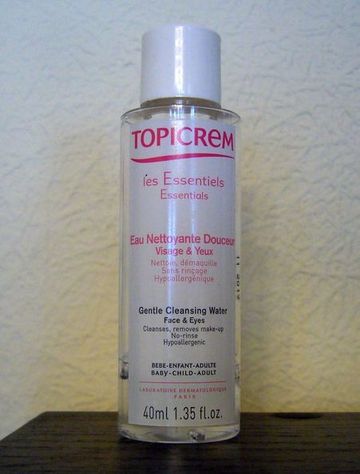 TOPICREM
les Essentiels
Essentials
Eau Nettoyante Douceur
Visage & Yeux
Nettoie, démaquille
Sans rinçage
Hypoallergénique
Gentle Cleansing Water
Face & Eyes
Cleanses, removes make-up
No-rinse
Hypoallergenic
BEBE-ENFANT-ADULTE
BABY-CHILD-ADULT
LABORATOIRE DERMATOLOGIQUE
PARIS
40ml 1.35 fl.oz.